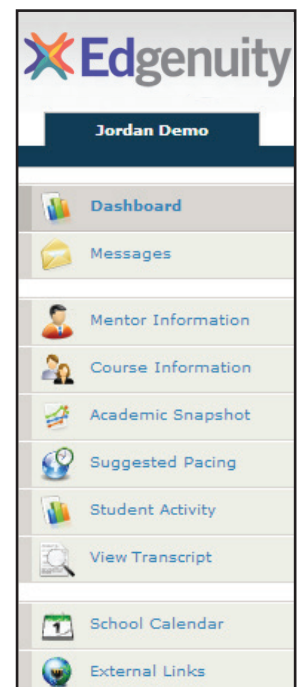 Edgenuity
Jordan Demo
Dashboard
Messages
Mentor Information
Course Information
Academic Snapshot
Suggested Pacing
Student Activity
View Transcript
1
School Calendar
External Links